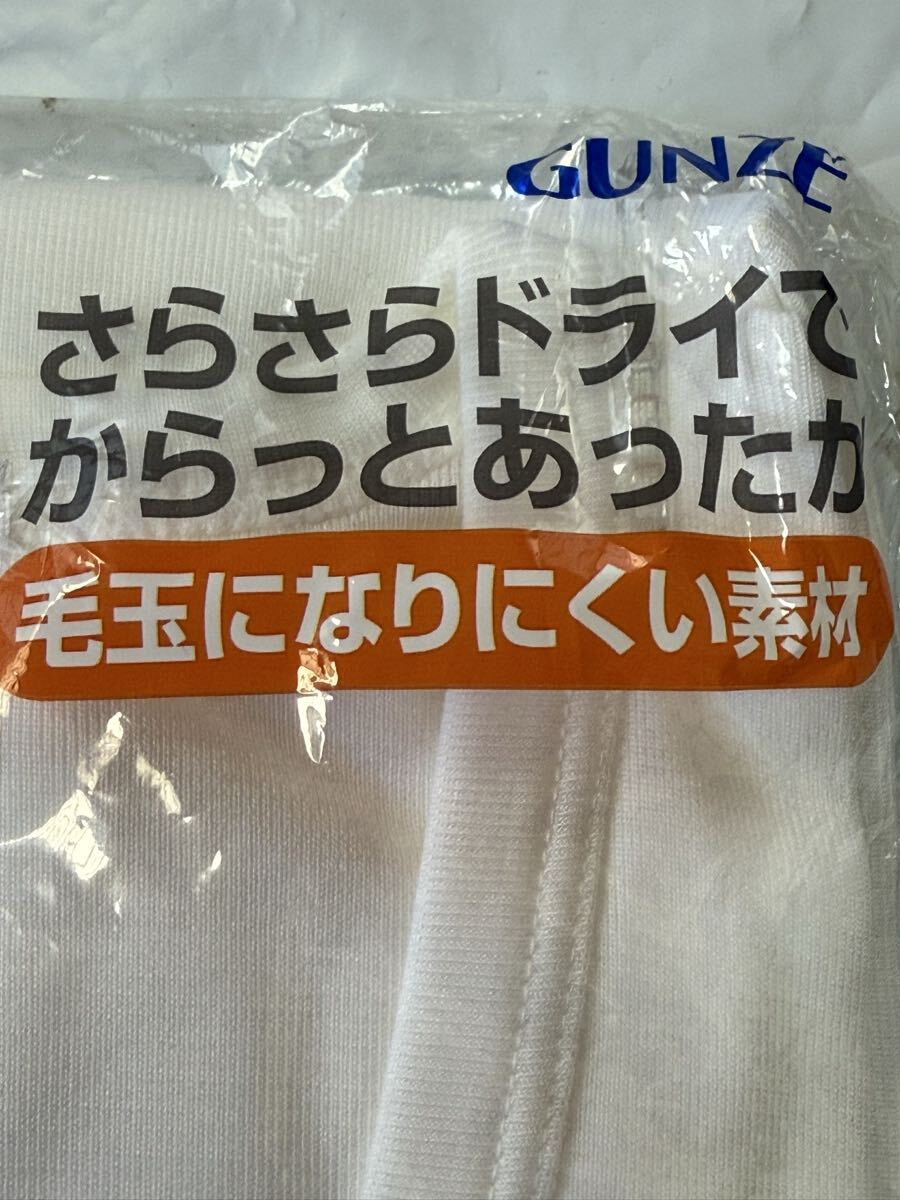 GUNZE
さらさらドライで
からっとあったか
毛玉になりにくい素材